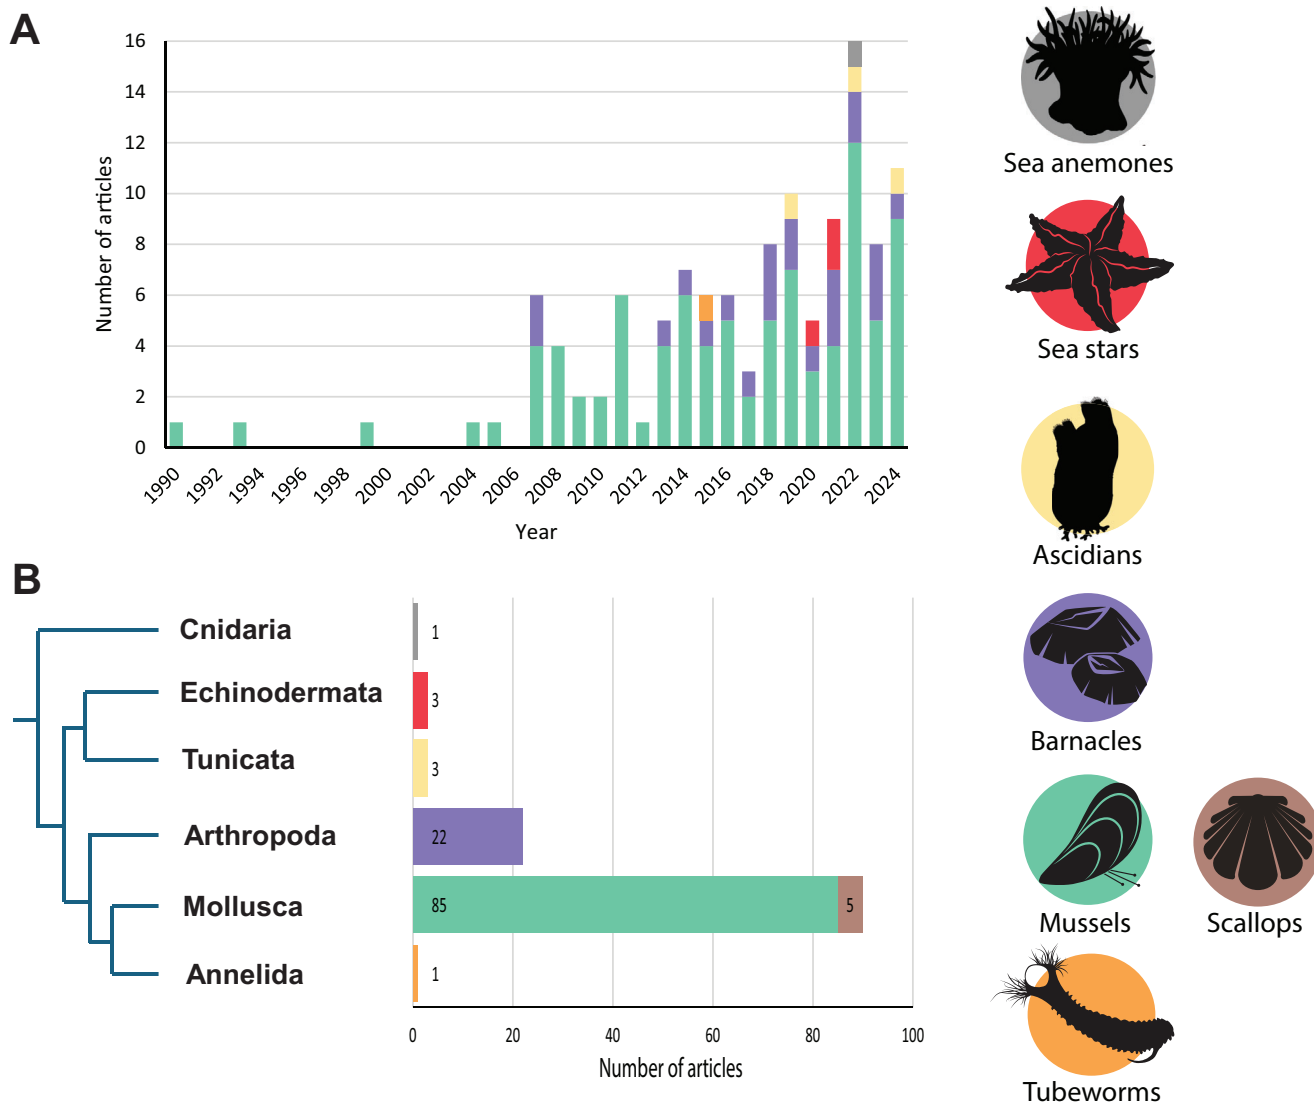 A
16
14
12
10
8
6
4
2
0
Number of articles
1990 1992 1994 1996 1998 2000 2002 2004 2006 2008 2010 2012 2014 2016 2018 2020 2022 2024
Year
Sea anemones
Sea stars
Ascidians
Barnacles
Mussels Scallops
Tubeworms
B
Cnidaria 1
Echinodermata 3
Tunicata 3
Arthropoda 22
Mollusca 85 5
Annelida 1
0 20 40 60 80 100
Number of articles